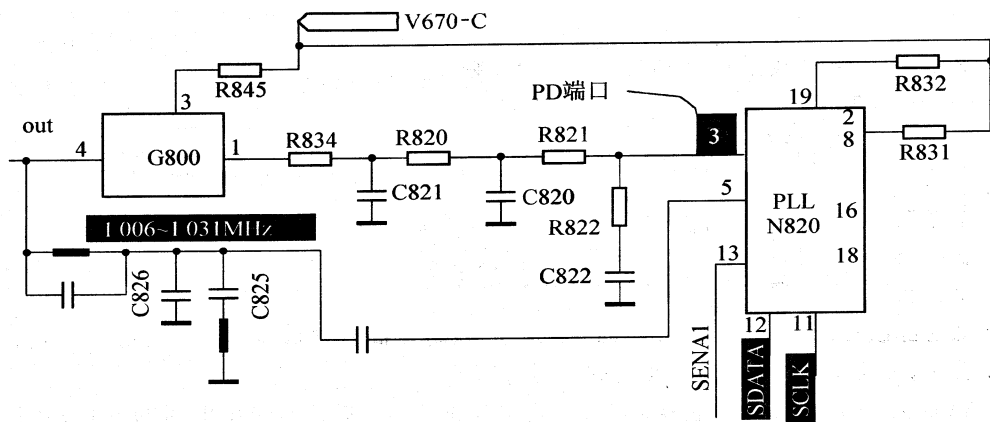 V670-C
R845
R832
3
PD端口
19
out
2
3
8
4
G800
1
R834
R820
R821
R831
C821
C820
5
PLL
N820
R822
16
1 006~1 031MHz
18
13
C826
C825
C822
12
11
SENA1
SDATA
SCLK